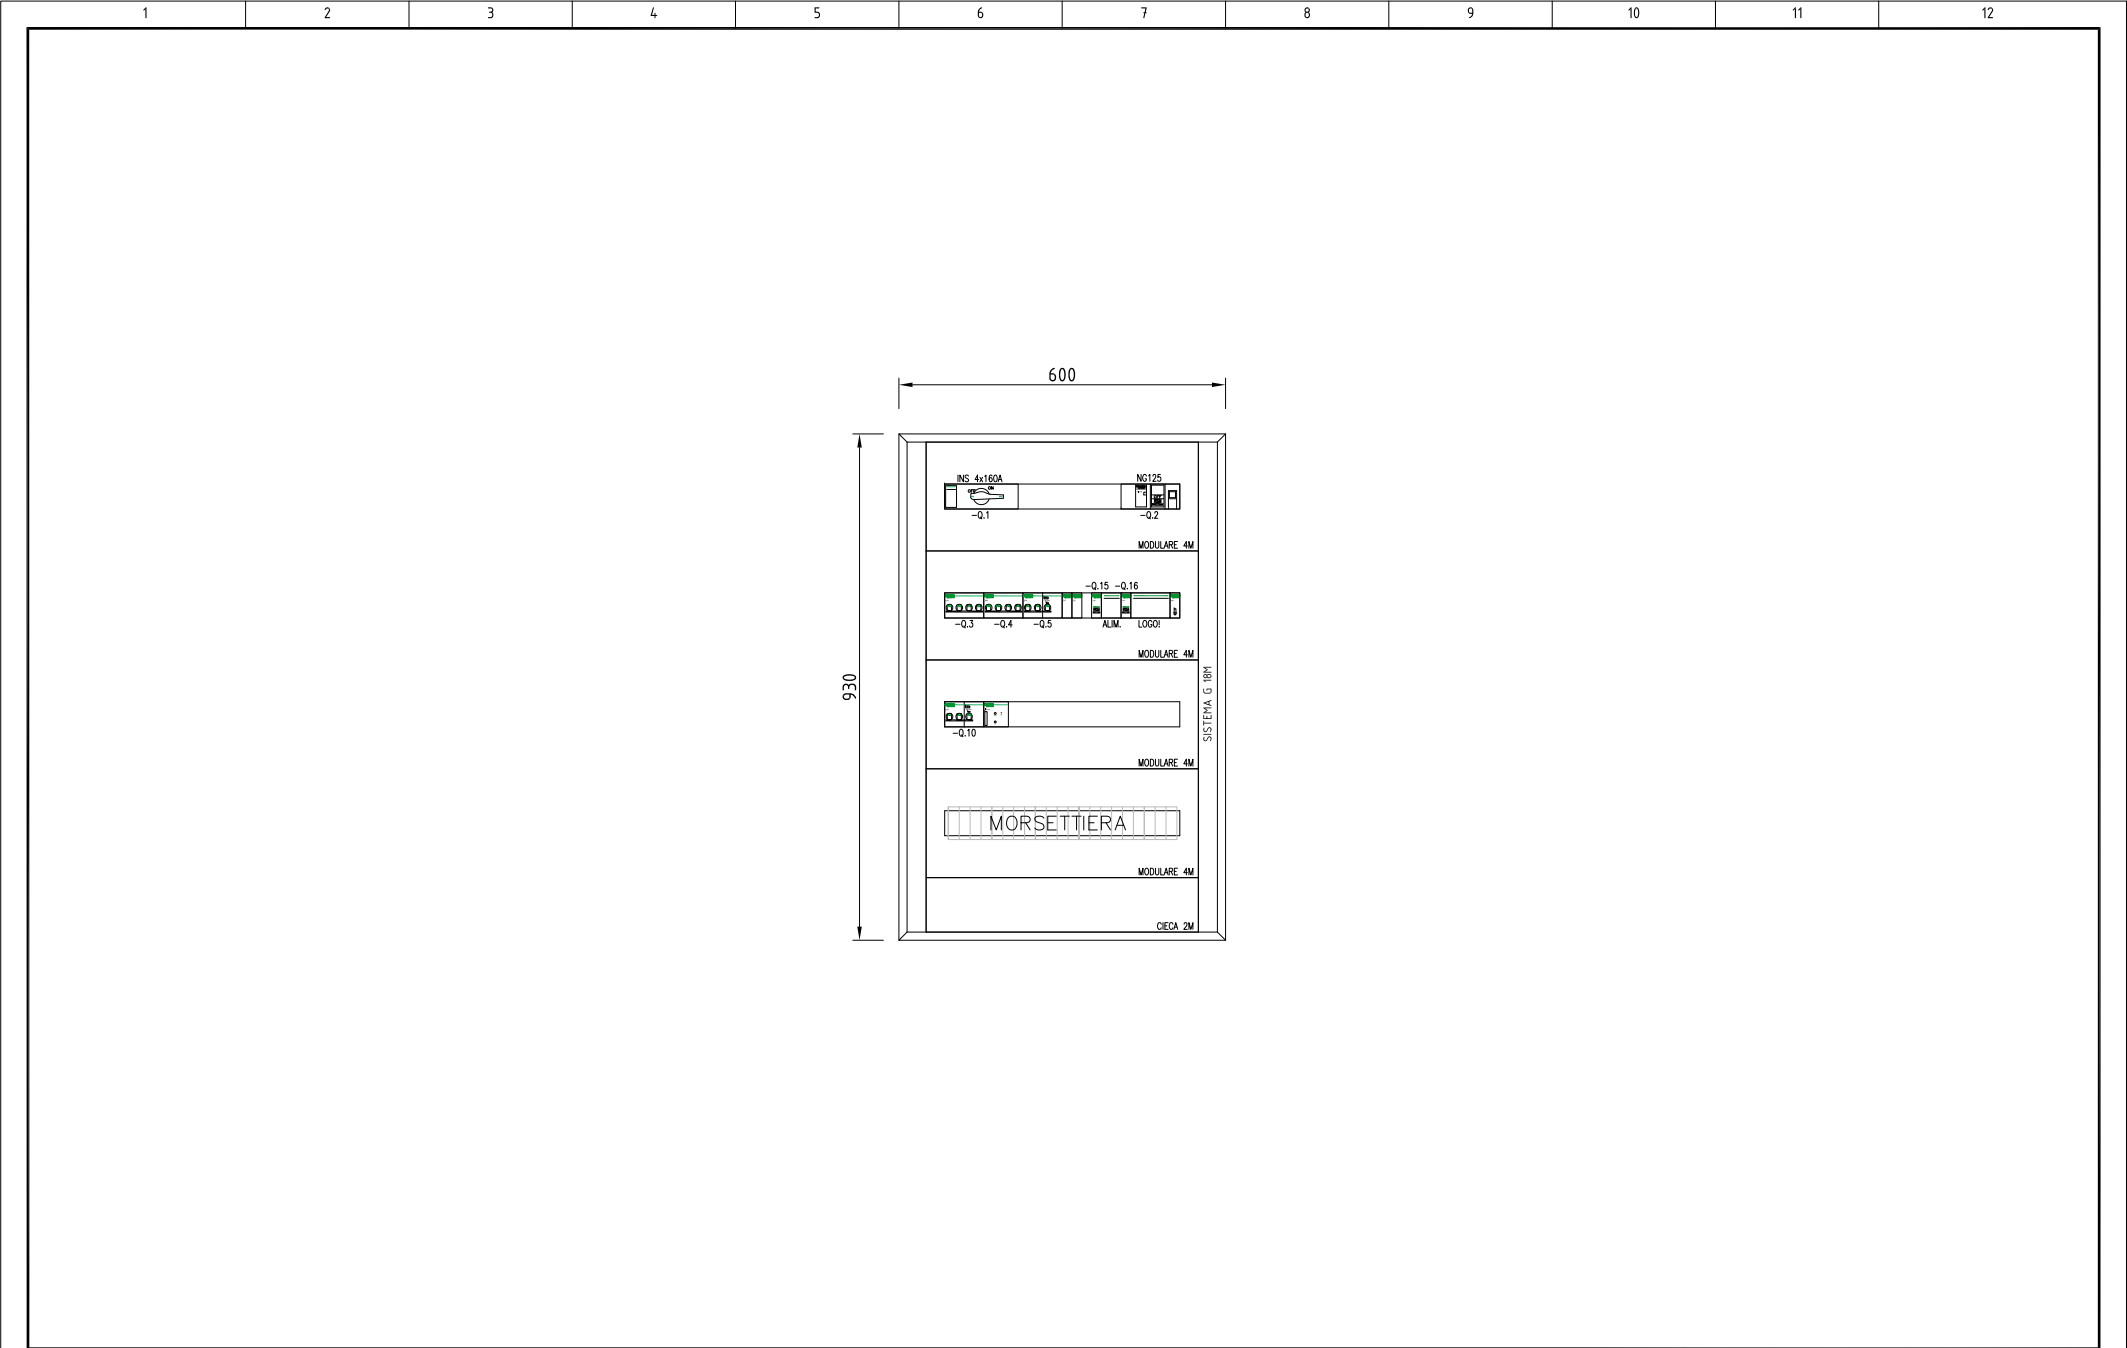 1 2 3 4 5 6 7 8 9 10 11 12
600
930
INS 4x160A NG125
OFF ON
-Q.1 -Q.2
MODULARE 4M
-Q.15 -Q.16
-Q.3 -Q.4 -Q.5 ALIM. LOGO!
MODULARE 4M
SISTEMA G 18M
-Q.10
MODULARE 4M
MORSETTIERA
MODULARE 4M
CIECA 2M